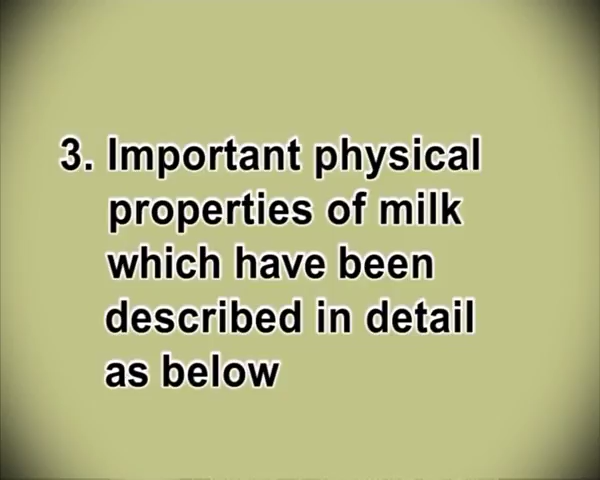 3. Important physical
properties of milk
which have been
described in detail
as below